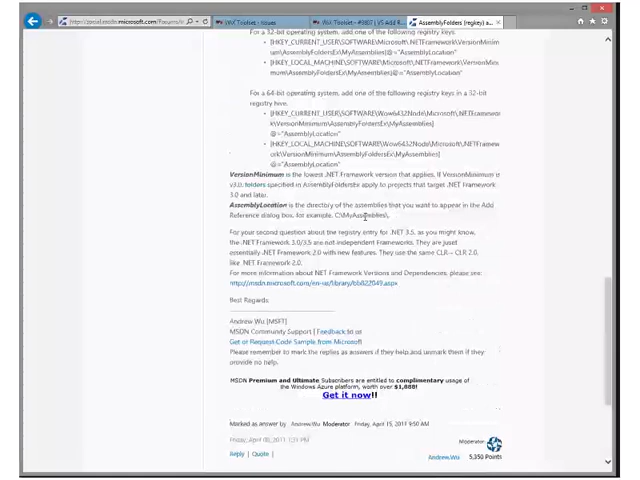 https://social.msdn.microsoft.com/Forums/
WiX Toolset - Issues
WiX Toolset - #
AssemblyFolders (regkey) a...
For a 32-bit operating system, add one of the following registry keys:
[HKEY_CURRENT_USER\SOFTWARE\Microsoft\.NETFramework\VersionMinim
um\AssemblyFoldersEx\MyAssemblies]@="AssemblyLocation"
[HKEY_LOCAL_MACHINE\SOFTWARE\Microsoft\.NETFramework\VersionMini
mum\AssemblyFoldersEx\MyAssemblies]@="AssemblyLocation"
For a 64-bit operating system, add one of the following registry keys in a 32-bit
registry hive.
[HKEY_CURRENT_USER\SOFTWARE\Wow6432Node\Microsoft\.NETFramewor
k\VersionMinimum\AssemblyFoldersEx\MyAssemblies]
@="AssemblyLocation"
[HKEY_LOCAL_MACHINE\SOFTWARE\Wow6432Node\Microsoft\.NETFramew
ork\VersionMinimum\AssemblyFoldersEx\MyAssemblies]
@="AssemblyLocation"
VersionMinimum is the lowest .NET Framework version that applies. If VersionMinimum is
v3.0, folders specified in AssemblyFoldersEx apply to projects that target .NET Framework
3.0 and later.
AssemblyLocation is the directory of the assemblies that you want to appear in the Add
Reference dialog box, for example, C:\MyAssemblies\.
For your second question about the registry entry for .NET 3.5, as you might know,
the .NET Framework 3.0/3.5 are not independent Frameworks. They are just
essentially .NET Framework 2.0 with new features. They use the same CLR-- CLR 2.0,
like .NET Framework 2.0.
For more information about NET Framework Versions and Dependences, please see:
http://msdn.microsoft.com/en-us/library/bb822049.aspx
Best Regards,
Andrew Wu [MSFT]
MSDN Community Support | Feedback to us
Get or Request Code Sample from Microsoft
Please remember to mark the replies as answers if they help and unmark them if they
provide no help.
MSDN Premium and Ultimate Subscribers are entitled to complimentary usage of
the Windows Azure platform, worth over $1,888!
Get it now!!
Marked as answer by Andrew.Wu Moderator Friday, April 15, 2011 9:50 AM
Friday, April 08, 2011 1:31 PM
Moderator
Reply | Quote |
Andrew.Wu 5,350 Points